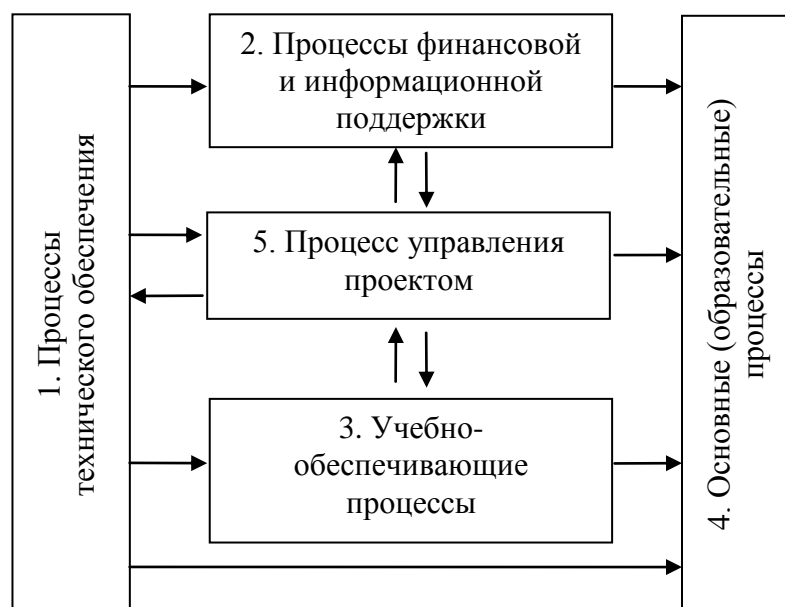 1. Процессы
технического обеспечения
2. Процессы финансовой
и информационной
поддержки
5. Процесс управления
проектом
3. Учебно-
обеспечивающие
процессы
4. Основные (образовательные)
процессы